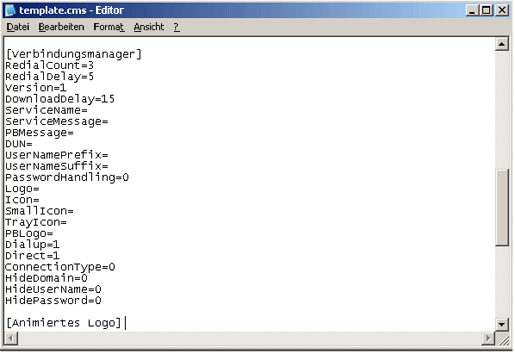 template.cms - Editor
Datei Bearbeiten Format Ansicht ?
[Verbindungsmanager]
RedialCount=3
RedialDelay=5
Version=1
DownloadDelay=15
ServiceName=
ServiceMessage=
PBMessage=
DUN=
UserNamePrefix=
UserNameSuffix=
PasswordHandling=0
Logo=
Icon=
SmallIcon=
TrayIcon=
PBLogo=
Dialup=1
Direct=1
ConnectionType=0
HideDomain=0
HideUserName=0
HidePassword=0
[Animiertes Logo]